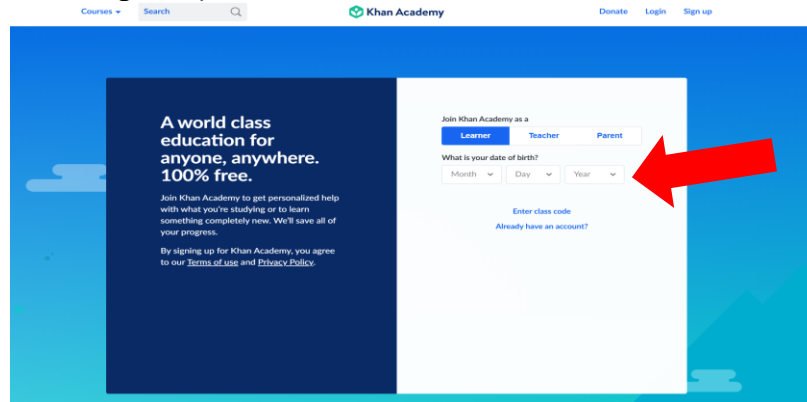 Courses Search Khan Academy Donate Login Sign up
A world class
education for
anyone, anywhere.
100% free.
Join Khan Academy to get personalized help
with what you're studying or to learn
something completely new. We'll save all of
your progress.
By signing up for Khan Academy, you agree
to our Terms of use and Privacy Policy.
Join Khan Academy as a
Learner Teacher Parent
What is your date of birth?
Month Day Year
Enter class code
Already have an account?